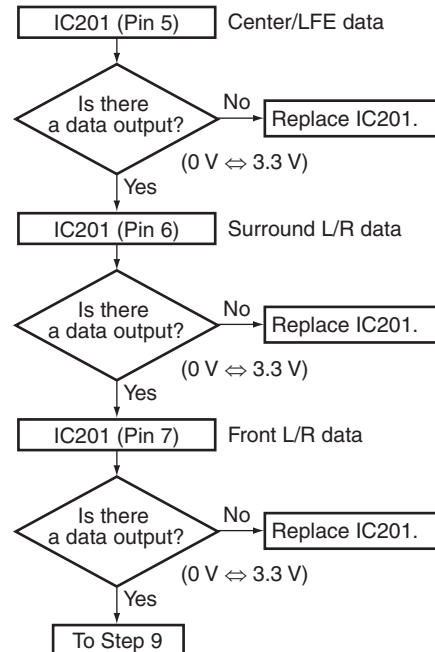 IC201 (Pin 5) Center/LFE data
Is there
a data output?
No
Replace IC201.
(0 V ⇔ 3.3 V)
Yes
IC201 (Pin 6) Surround L/R data
Is there
a data output?
No
Replace IC201.
(0 V ⇔ 3.3 V)
Yes
IC201 (Pin 7) Front L/R data
Is there
a data output?
No
Replace IC201.
(0 V ⇔ 3.3 V)
Yes
To Step 9